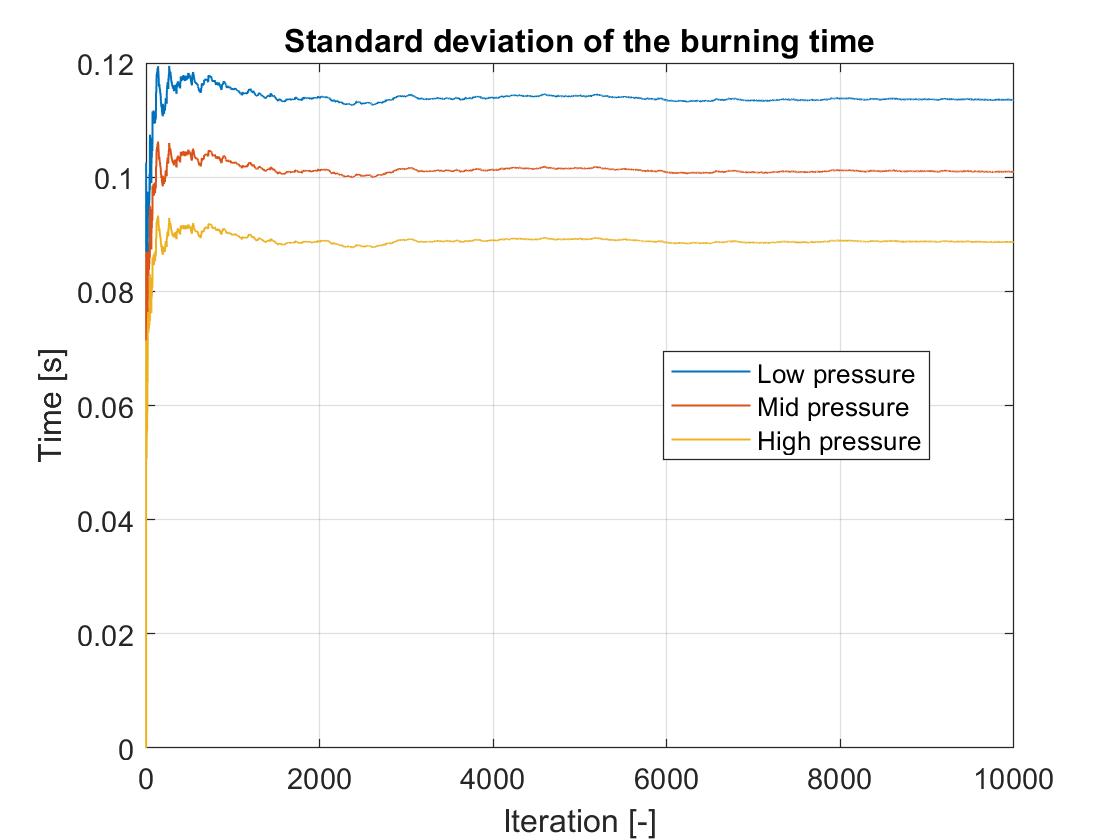 Standard deviation of the burning time
0.12
0.1
0.08
0.06
0.04
0.02
0
Time [s]
Low pressure
Mid pressure
High pressure
0 2000 4000 6000 8000 10000
Iteration [-]